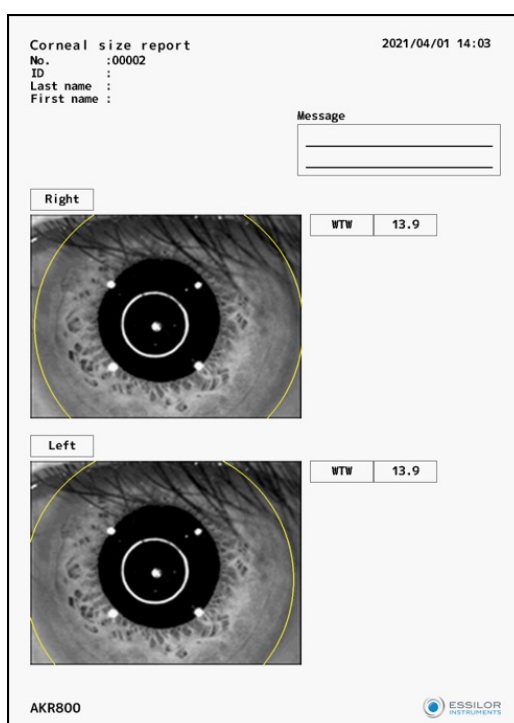 Corneal size report 2021/04/01 14:03
No. :00002
ID :
Last name :
First name :
Message
Right
WTW 13.9
Left
WTW 13.9
AKR800
ESSILOR
INSTRUMENTS